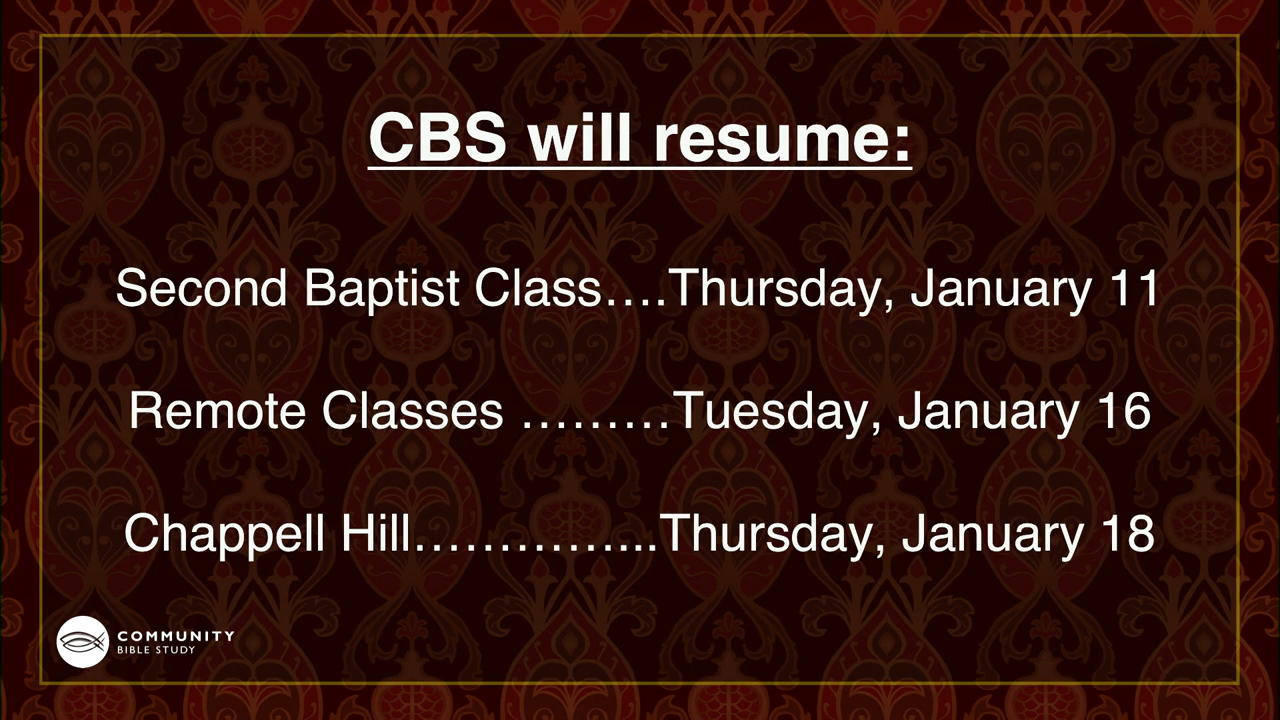 CBS will resume:
Second Baptist Class….Thursday, January 11
Remote Classes ………Tuesday, January 16
Chappell Hill…………...Thursday, January 18
COMMUNITY
BIBLE STUDY